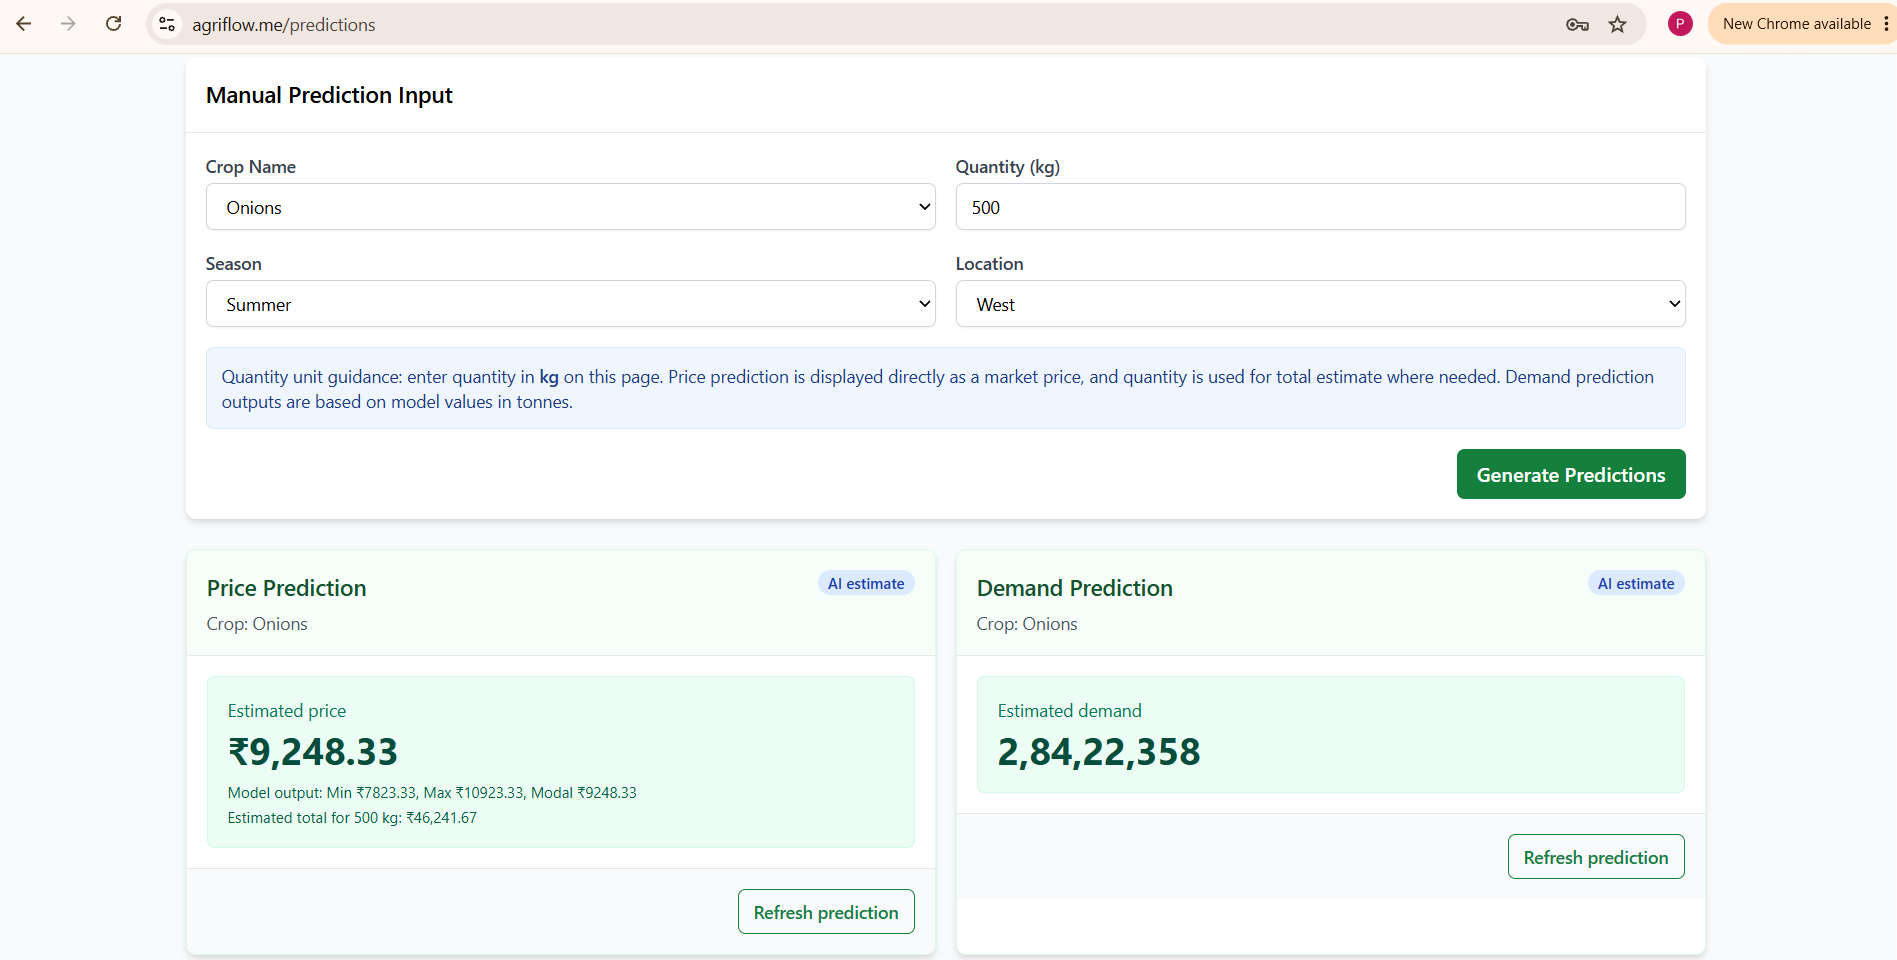 agriflow.me/predictions
P
New Chrome available
Manual Prediction Input
Crop Name
Quantity (kg)
Onions
500
Season
Location
Summer
West
Quantity unit guidance: enter quantity in kg on this page. Price prediction is displayed directly as a market price, and quantity is used for total estimate where needed. Demand prediction
outputs are based on model values in tonnes.
Generate Predictions
Price Prediction
AI estimate
Crop: Onions
Estimated price
₹9,248.33
Model output: Min ₹7823.33, Max ₹10923.33, Modal ₹9248.33
Estimated total for 500 kg: ₹46,241.67
Refresh prediction
Demand Prediction
AI estimate
Crop: Onions
Estimated demand
2,84,22,358
Refresh prediction